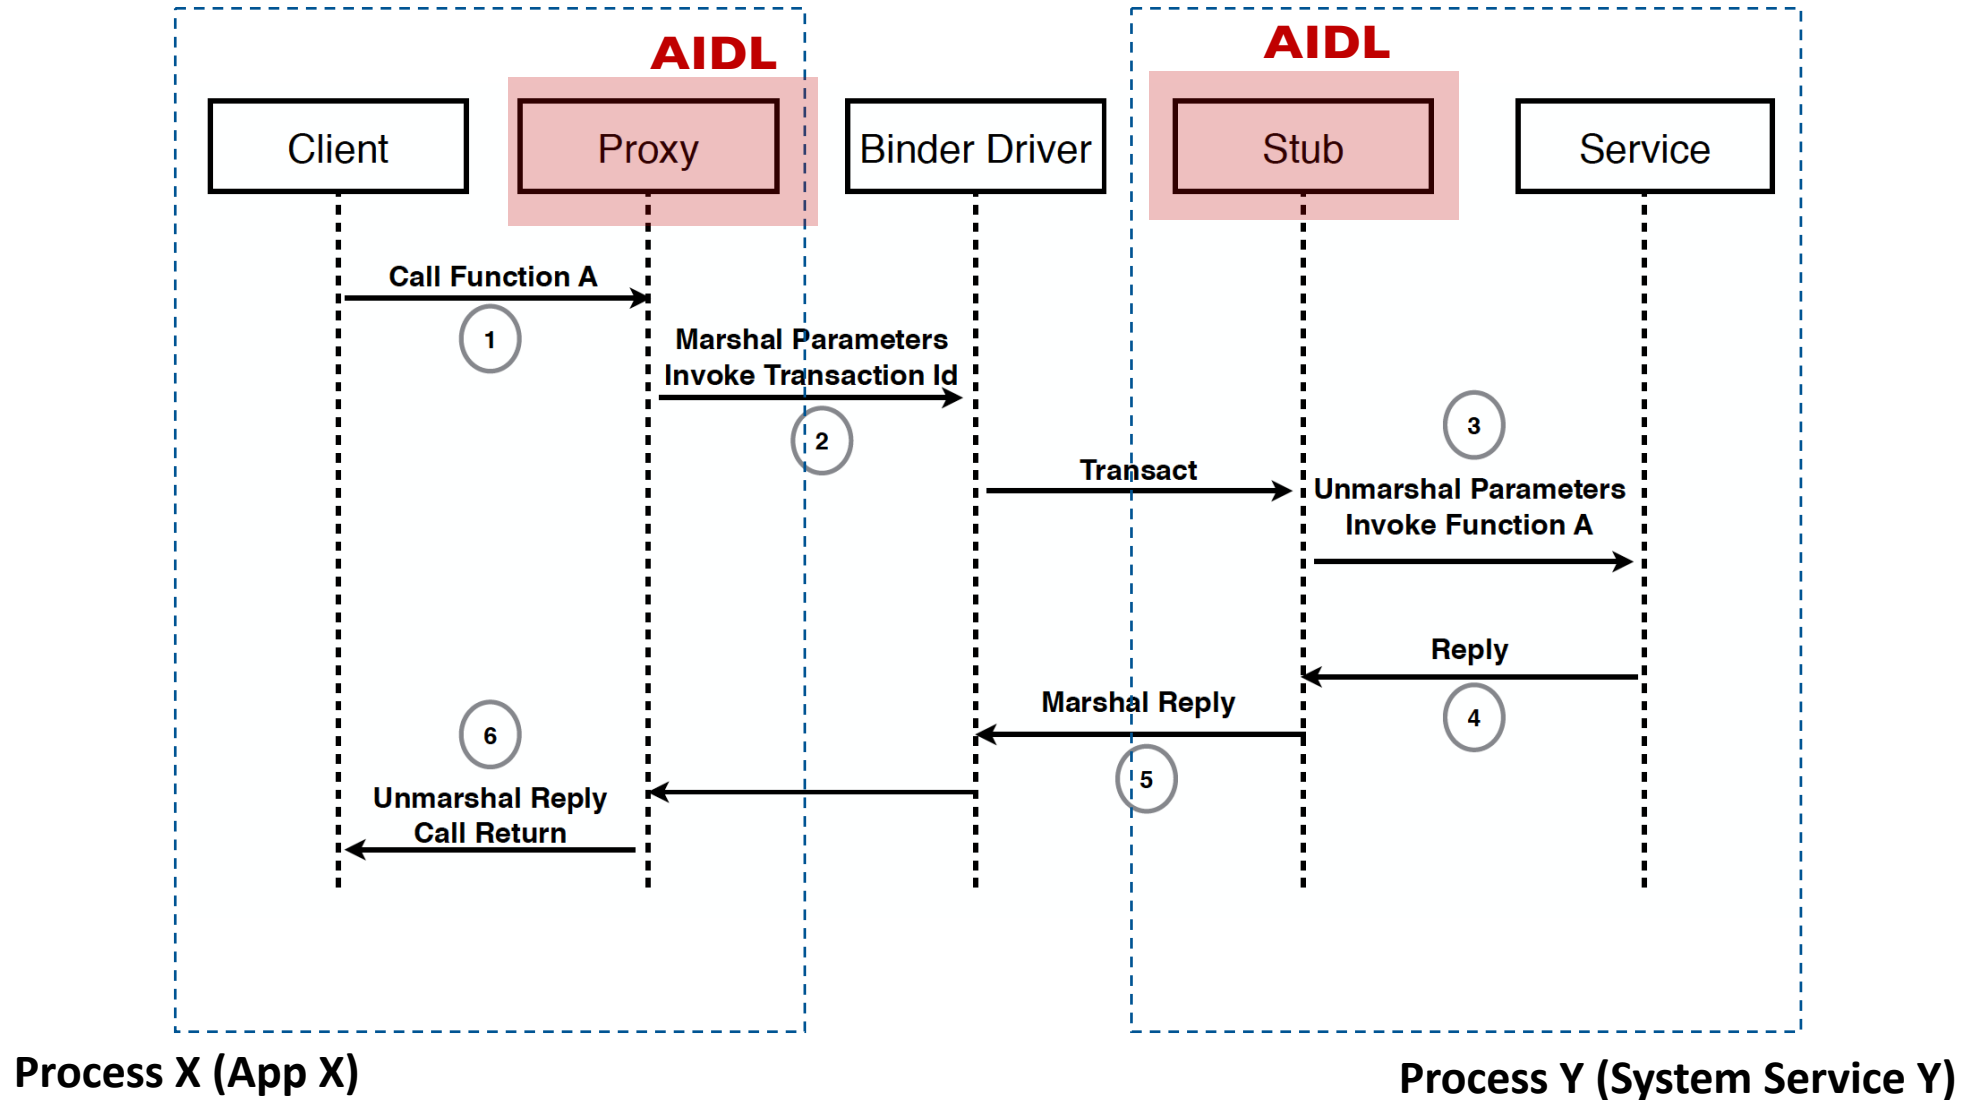 AIDL
AIDL
Client
Proxy
Binder Driver
Stub
Service
Call Function A
1
Marshal Parameters
Invoke Transaction Id
2
Transact
3
Unmarshal Parameters
Invoke Function A
Reply
4
Marshal Reply
5
6
Unmarshal Reply
Call Return
Process X (App X)
Process Y (System Service Y)